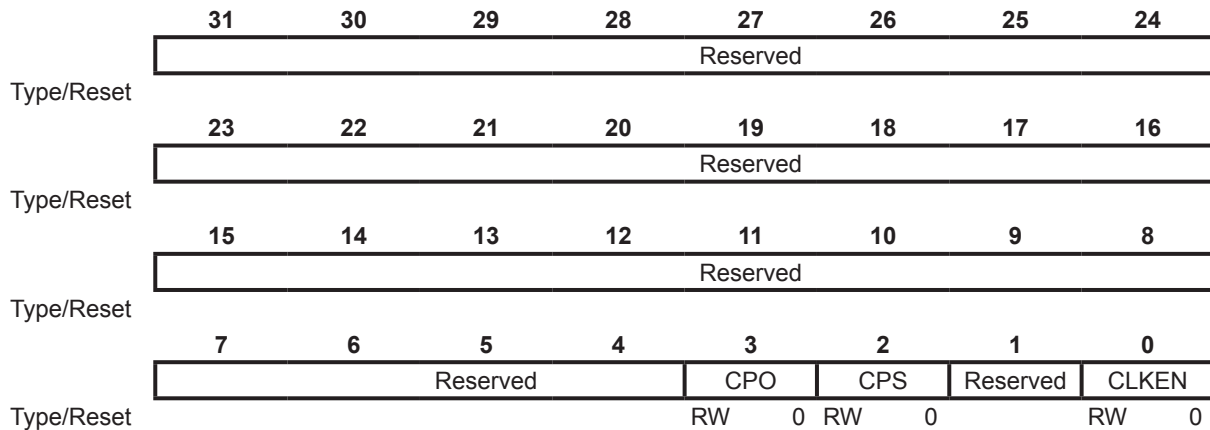 31 30 29 28 27 26 25 24
Reserved
Type/Reset
23 22 21 20 19 18 17 16
Reserved
Type/Reset
15 14 13 12 11 10 9 8
Reserved
Type/Reset
7 6 5 4 3 2 1 0
Reserved CPO CPS Reserved CLKEN
Type/Reset RW 0 RW 0 RW 0